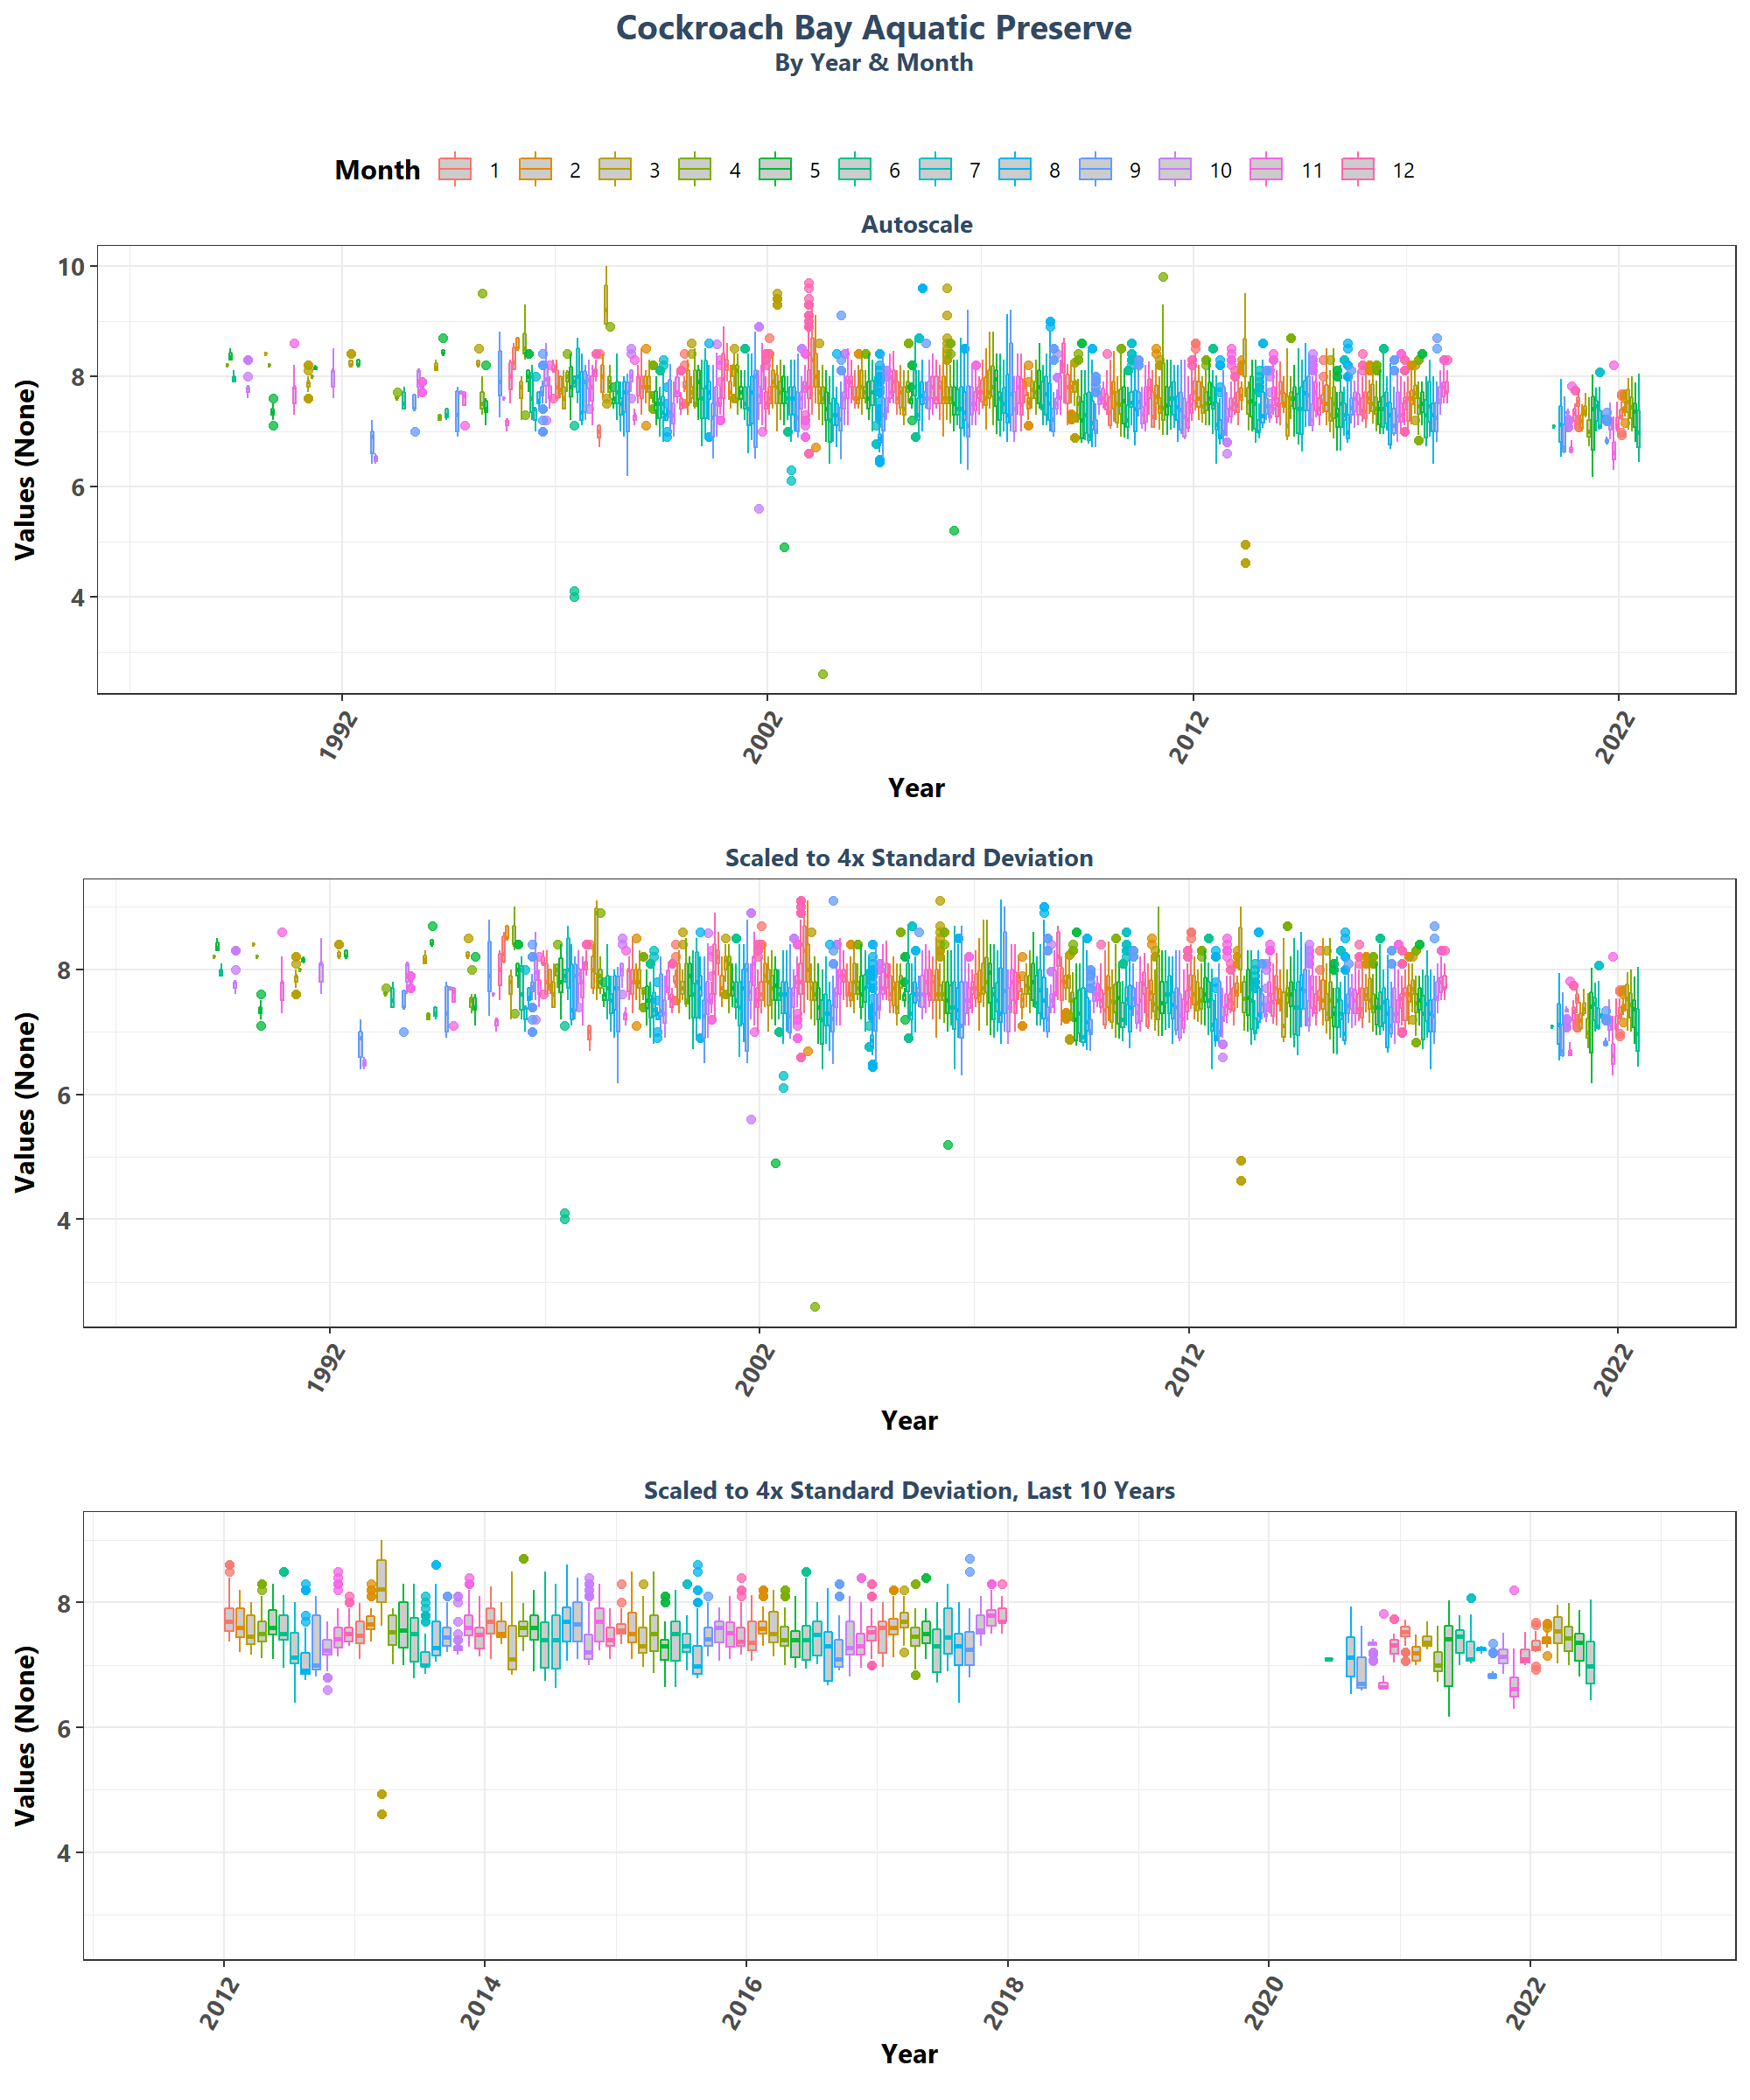 Cockroach Bay Aquatic Preserve
By Year & Month
Month 1 2 3 4 5 6 7 8 9 10 11 12
Autoscale
Values (None)
10
8
6
4
1992 2002 2012 2022
Year
Scaled to 4x Standard Deviation
Values (None)
8
6
4
1992 2002 2012 2022
Year
Scaled to 4x Standard Deviation, Last 10 Years
Values (None)
8
6
4
2012 2014 2016 2018 2020 2022
Year